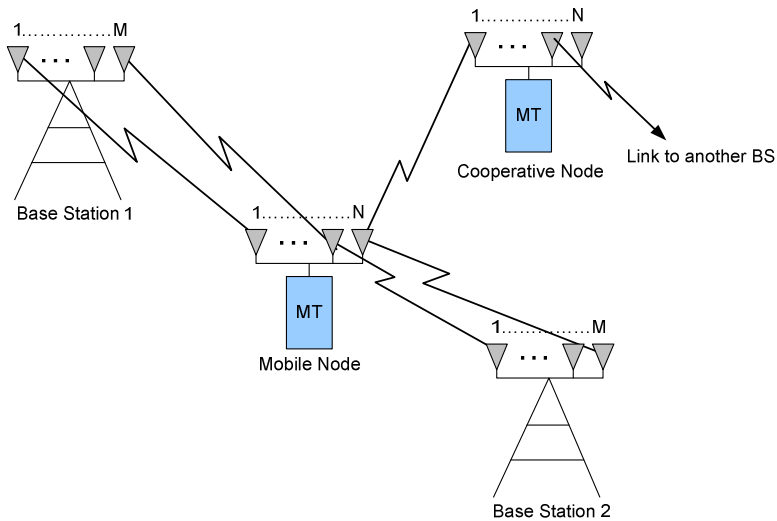 1……………M
1……………N
MT
Link to another BS
Cooperative Node
Base Station 1
1……………N
MT
Mobile Node
1……………M
Base Station 2